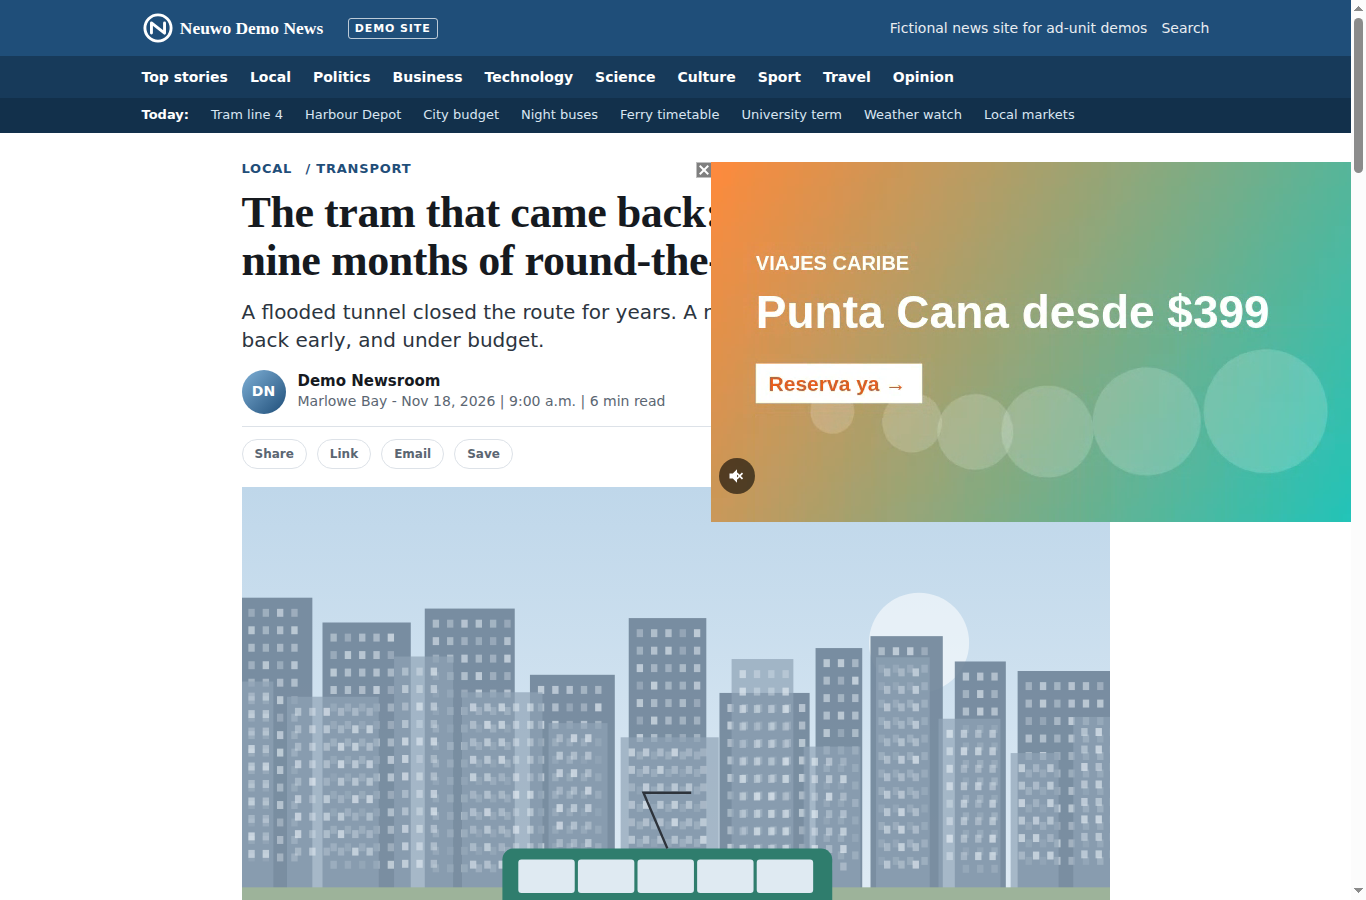 Neuwo Demo News
DEMO SITE
Fictional news site for ad-unit demos
Search
Top stories
Local
Politics
Business
Technology
Science
Culture
Sport
Travel
Opinion
Today:
Tram line 4
Harbour Depot
City budget
Night buses
Ferry timetable
University term
Weather watch
Local markets
LOCAL / TRANSPORT
The tram that came back:
nine months of round-the-
A flooded tunnel closed the route for years. A
back early, and under budget.
DN
Demo Newsroom
Marlowe Bay - Nov 18, 2026 | 9:00 a.m. | 6 min read
Share
Link
Email
Save
VIAJES CARIBE
Punta Cana desde $399
Reserva ya →